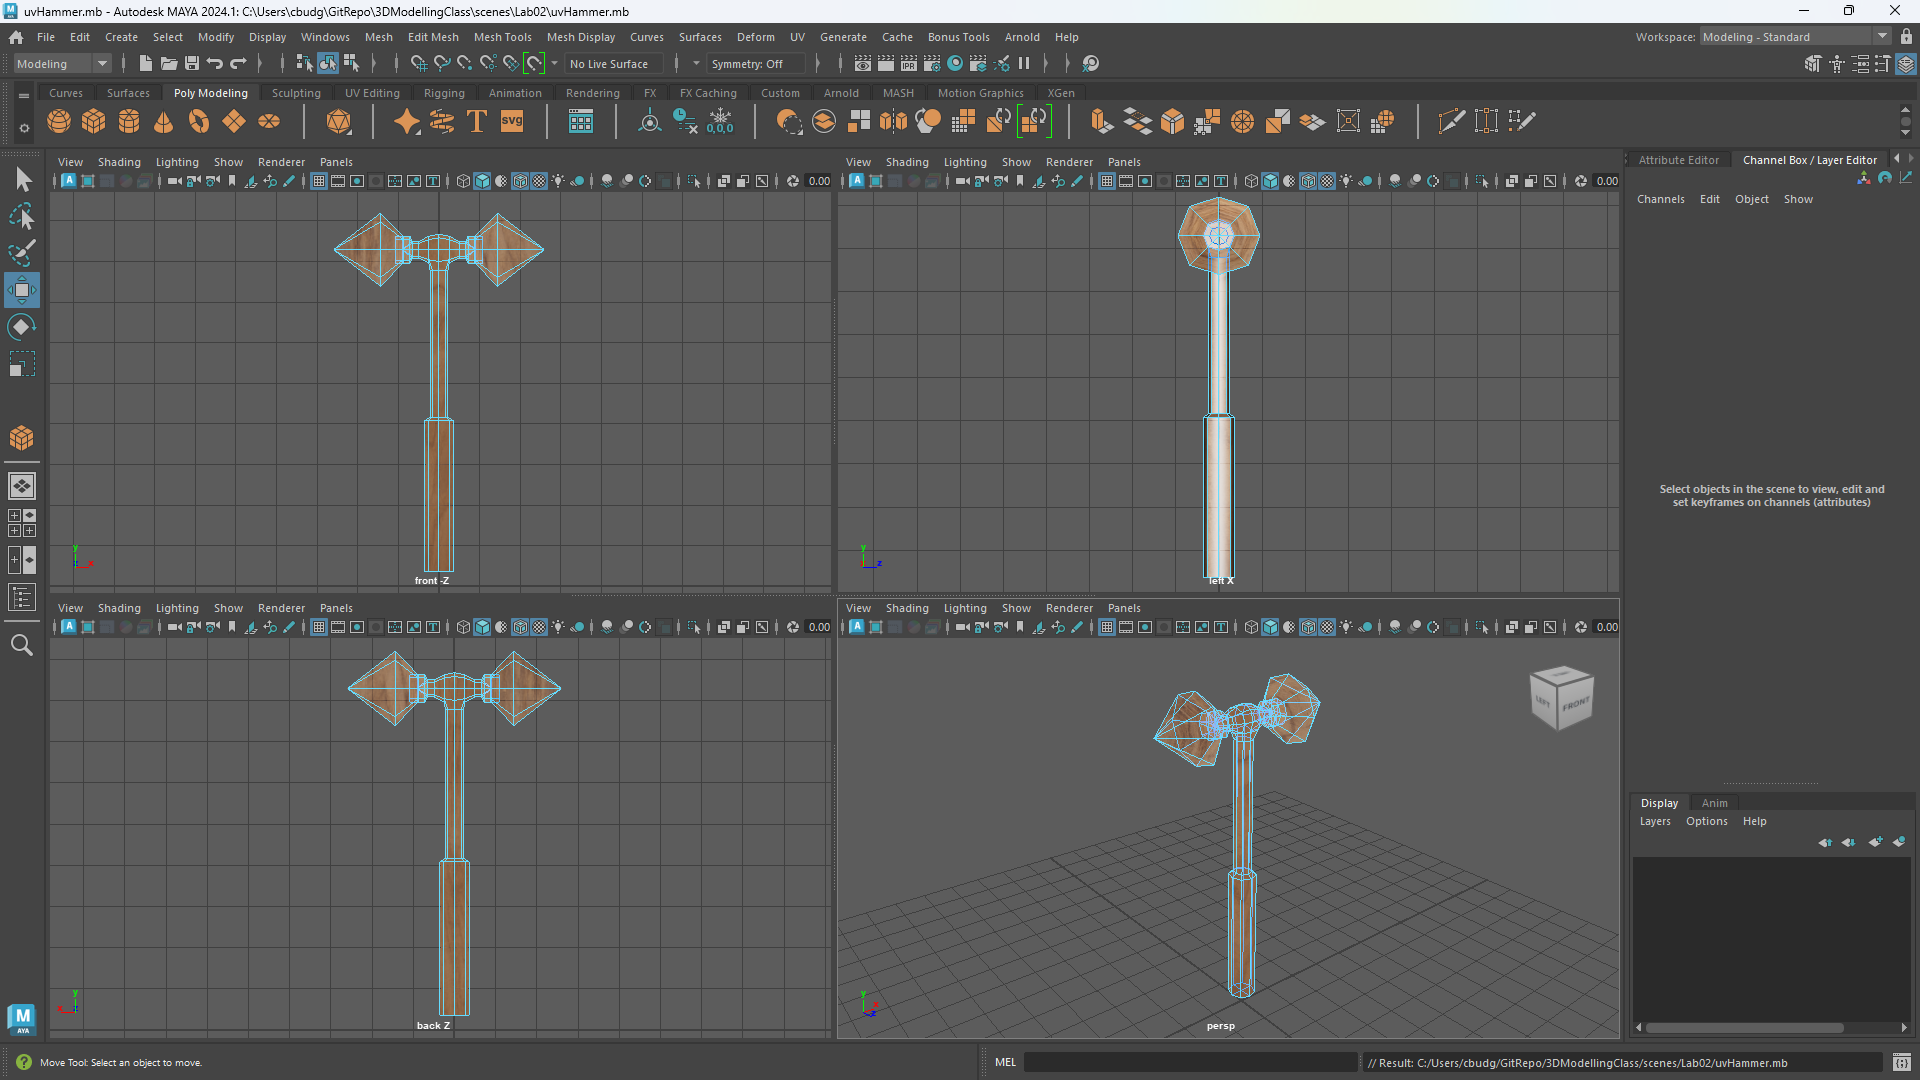 uvHammer.mb - Autodesk MAYA 2024.1: C:\Users\cbudg\GitRepo\3DModellingClass\scenes\Lab02\uvHammer.mb
File Edit Create Select Modify Display Windows Mesh Edit Mesh Mesh Tools Mesh Display Curves Surfaces Deform UV Generate Cache Bonus Tools Arnold Help
Workspace: Modeling - Standard
Modeling
No Live Surface
Symmetry: Off
IPR
Curves Surfaces Poly Modeling Sculpting UV Editing Rigging Animation Rendering FX FX Caching Custom Arnold MASH Motion Graphics XGen
T svg 0,0,0
View Shading Lighting Show Renderer Panels
0.00
front -Z
View Shading Lighting Show Renderer Panels
0.00
left X
View Shading Lighting Show Renderer Panels
0.00
back Z
View Shading Lighting Show Renderer Panels
0.00
LEFT FRONT
persp
Attribute Editor Channel Box / Layer Editor
Channels Edit Object Show
Select objects in the scene to view, edit and
set keyframes on channels (attributes)
Display Anim
Layers Options Help
M
AYA
Move Tool: Select an object to move.
MEL
// Result: C:/Users/cbudg/GitRepo/3DModellingClass/scenes/Lab02/uvHammer.mb